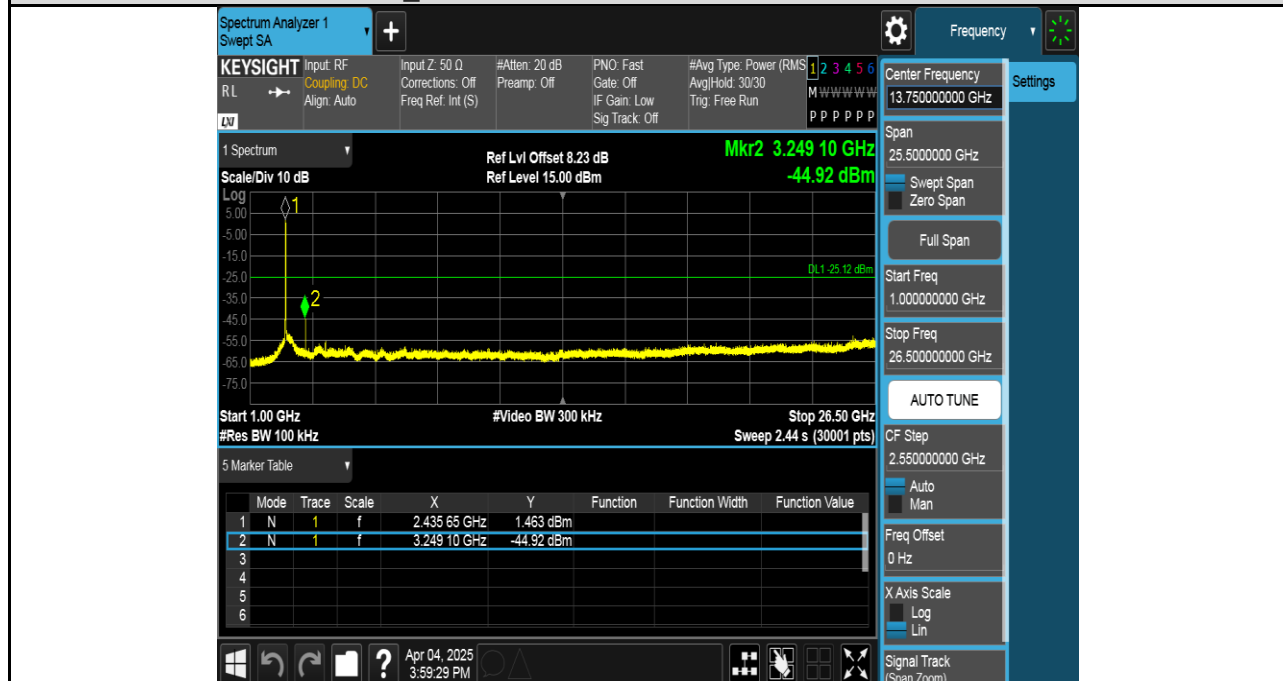 Spectrum Analyzer 1
Swept SA
+
Frequency
KEYSIGHT
RL
LXI
Input: RF
Coupling: DC
Align: Auto
Input Z: 50 Ω
Corrections: Off
Freq Ref: Int (S)
#Atten: 20 dB
Preamp: Off
PNO: Fast
Gate: Off
IF Gain: Low
Sig Track: Off
#Avg Type: Power (RMS
Avg|Hold: 30/30
Trig: Free Run
1 2 3 4 5 6
M W W W W W
P P P P P P
1 Spectrum
Scale/Div 10 dB
Ref Lvl Offset 8.23 dB
Ref Level 15.00 dBm
Mkr2 3.249 10 GHz
-44.92 dBm
Log
5.00
-5.00
-15.0
-25.0
-35.0
-45.0
-55.0
-65.0
-75.0
1
2
DL1 -25.12 dBm
Start 1.00 GHz
#Video BW 300 kHz
Stop 26.50 GHz
#Res BW 100 kHz
Sweep 2.44 s (30001 pts)
5 Marker Table
Mode Trace Scale X Y Function Function Width Function Value
1 N 1 f 2.435 65 GHz 1.463 dBm
2 N 1 f 3.249 10 GHz -44.92 dBm
3
4
5
6
Apr 04, 2025
3:59:29 PM
?
Center Frequency
13.750000000 GHz
Settings
Span
25.5000000 GHz
Swept Span
Zero Span
Full Span
Start Freq
1.000000000 GHz
Stop Freq
26.500000000 GHz
AUTO TUNE
CF Step
2.550000000 GHz
Auto
Man
Freq Offset
0 Hz
X Axis Scale
Log
Lin
Signal Track
(Span Zoom)